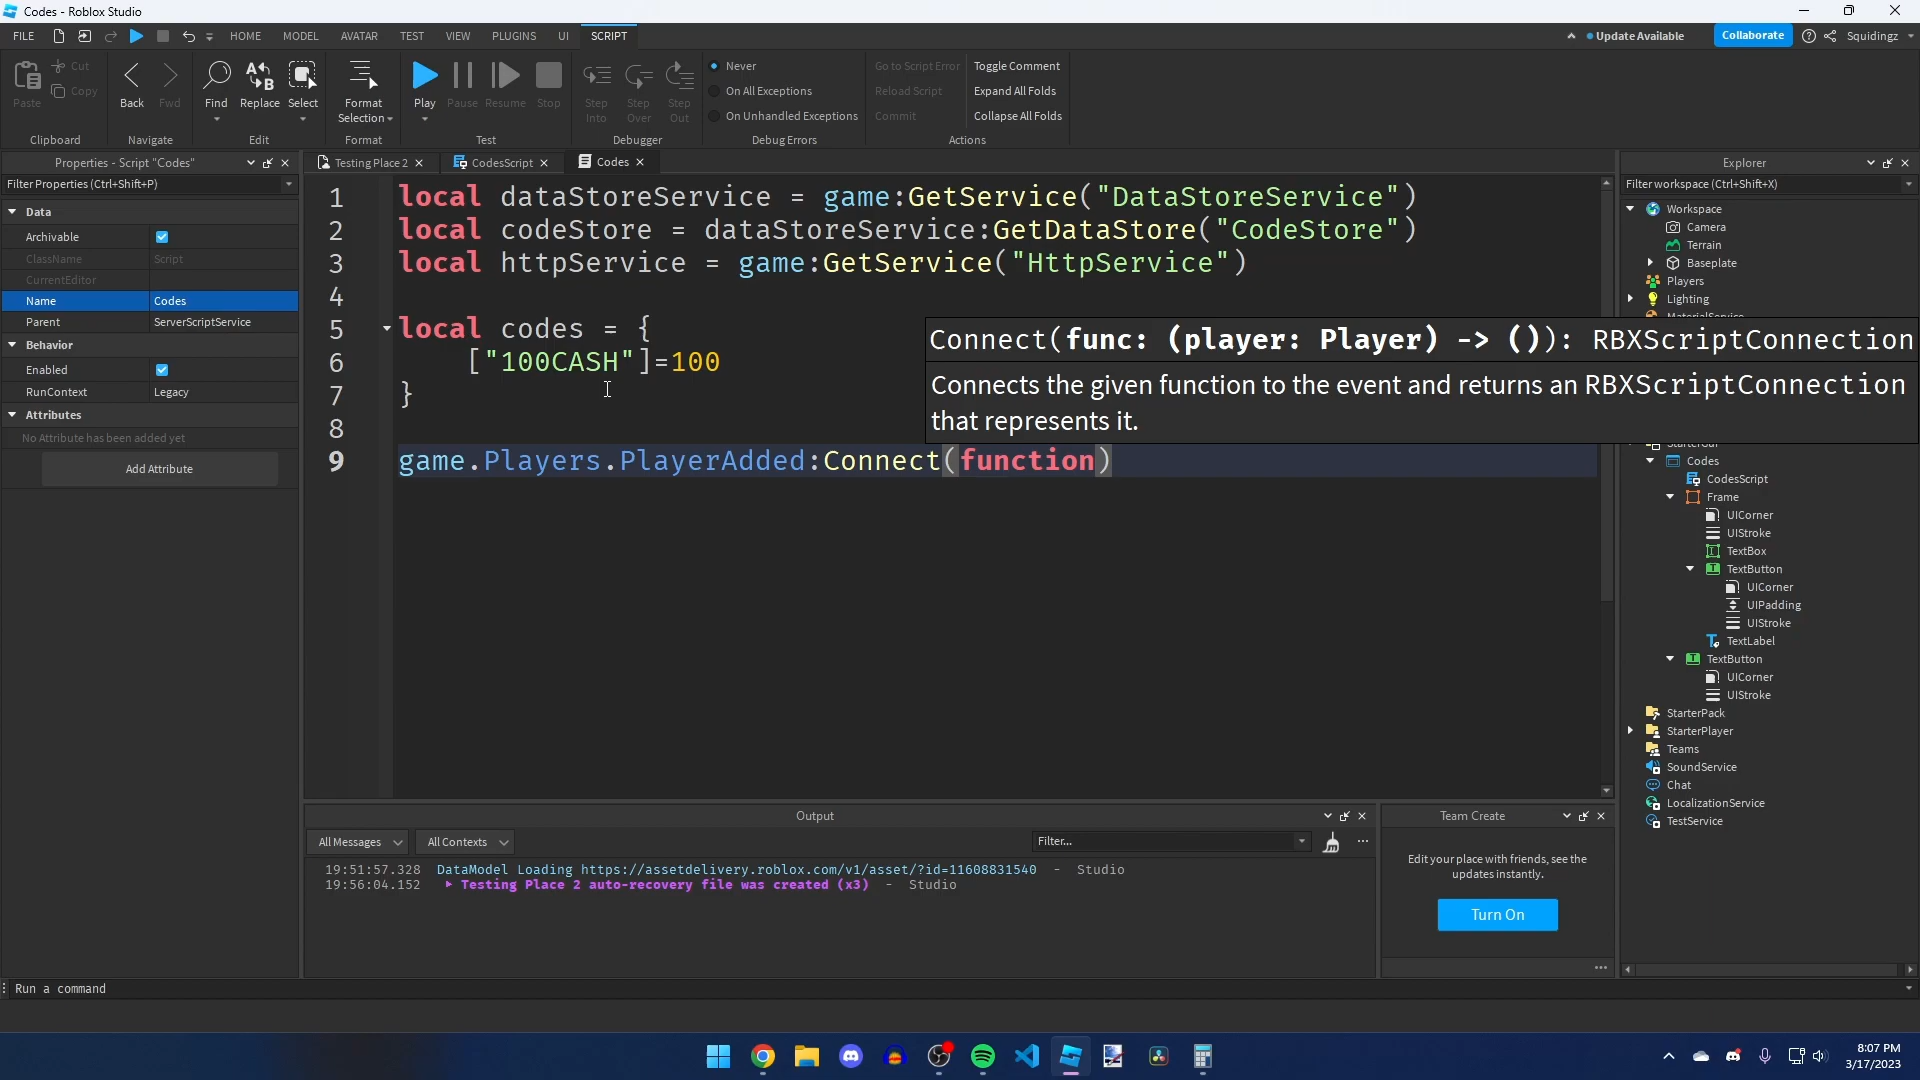 Codes - Roblox Studio
FILE HOME MODEL AVATAR TEST VIEW PLUGINS UI SCRIPT Update Available Collaborate Squidingz
Paste Cut Copy Clipboard
Back Fwd Navigate
Find Replace Select Edit
Format Selection Format
Play Pause Resume Stop Test
Step Into Step Over Step Out Debugger
Never
On All Exceptions
On Unhandled Exceptions
Debug Errors
Go to Script Error Toggle Comment
Reload Script Expand All Folds
Commit Collapse All Folds
Actions
Properties - Script "Codes"
Filter Properties (Ctrl+Shift+P)
Data
Archivable
ClassName Script
CurrentEditor
Name Codes
Parent ServerScriptService
Behavior
Enabled
RunContext Legacy
Attributes
No Attribute has been added yet
Add Attribute
Testing Place 2 CodesScript Codes
1 local dataStoreService = game:GetService("DataStoreService")
2 local codeStore = dataStoreService:GetDataStore("CodeStore")
3 local httpService = game:GetService("HttpService")
4
5 local codes = {
6 ["100CASH"]=100
7 }
8
9 game.Players.PlayerAdded:Connect(function)
Connect(func: (player: Player) -> ()): RBXScriptConnection
Connects the given function to the event and returns an RBXScriptConnection
that represents it.
Explorer
Filter workspace (Ctrl+Shift+X)
Workspace
Camera
Terrain
Baseplate
Players
Lighting
MaterialService
StarterGui
Codes
CodesScript
Frame
UICorner
UIStroke
TextBox
TextButton
UICorner
UIPadding
UIStroke
TextLabel
TextButton
UICorner
UIStroke
StarterPack
StarterPlayer
Teams
SoundService
Chat
LocalizationService
TestService
Output
All Messages All Contexts Filter...
19:51:57.328 DataModel Loading https://assetdelivery.roblox.com/v1/asset/?id=11608831540 - Studio
19:56:04.152 Testing Place 2 auto-recovery file was created (x3) - Studio
Team Create
Edit your place with friends, see the
updates instantly.
Turn On
Run a command
8:07 PM
3/17/2023